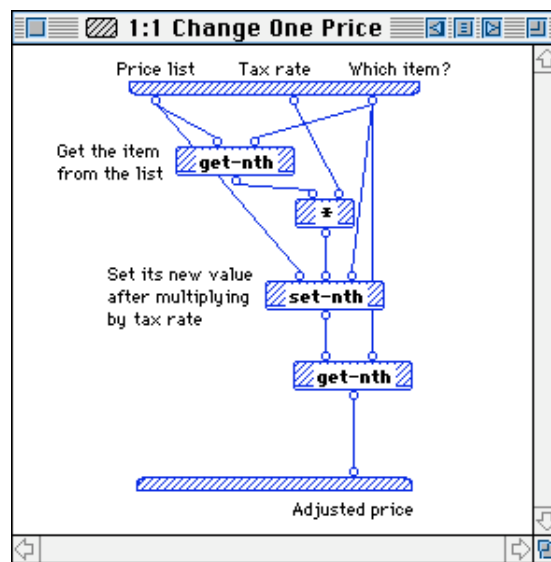 1:1 Change One Price
Price list Tax rate Which item?
Get the item
from the list
get-nth
*
Set its new value
after multiplying
by tax rate
set-nth
get-nth
Adjusted price